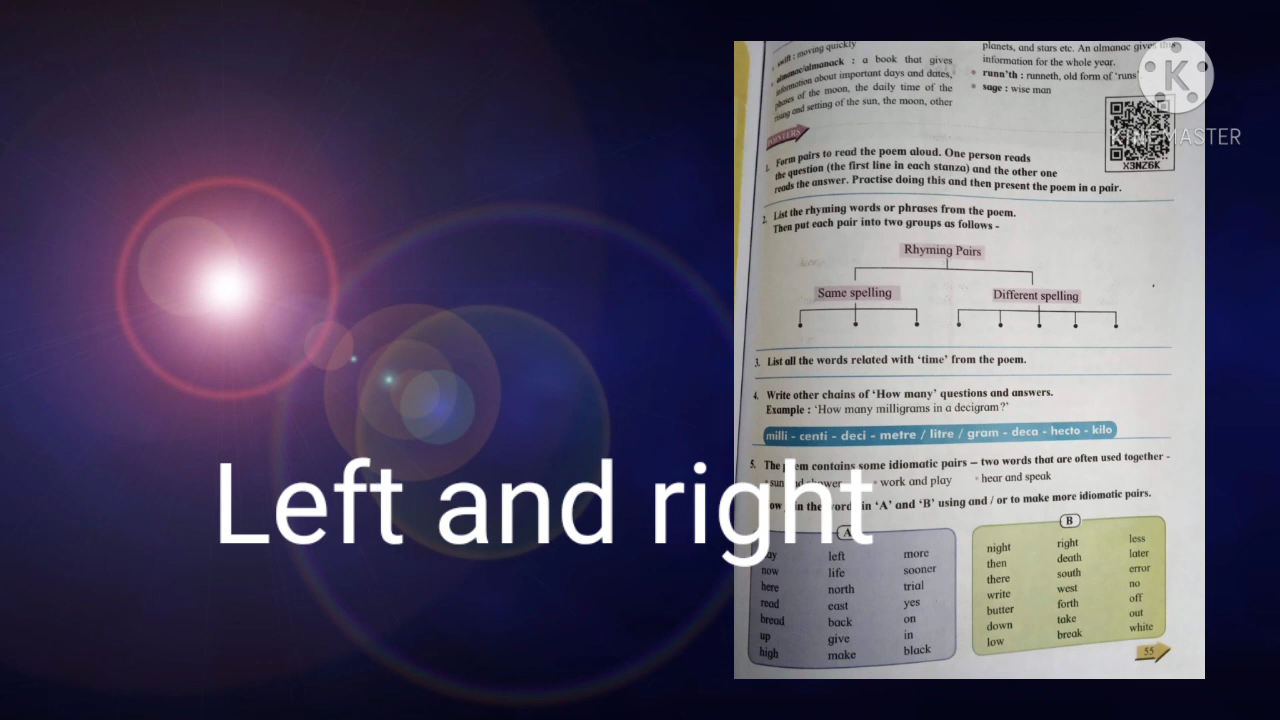 Left and right
swift : moving quickly
almanac/almanack : a book that gives
information about important days and dates,
phases of the moon, the daily time of the
rising and setting of the sun, the moon, other
planets, and stars etc. An almanac gives
information for the whole year.
runn'th : runneth, old form of 'runs'
sage : wise man
K
KINEMASTER
X3NZ6K
POINTERS
1. Form pairs to read the poem aloud. One person reads
the question (the first line in each stanza) and the other one
reads the answer. Practise doing this and then present the poem in a pair.
2. List the rhyming words or phrases from the poem.
Then put each pair into two groups as follows -
Rhyming Pairs
Same spelling Different spelling
3. List all the words related with 'time' from the poem.
4. Write other chains of 'How many' questions and answers.
Example : 'How many milligrams in a decigram?'
milli - centi - deci - metre / litre / gram - deca - hecto - kilo
5. The poem contains some idiomatic pairs – two words that are often used together -
• sun and shower • work and play • hear and speak
Now join the words in 'A' and 'B' using and / or to make more idiomatic pairs.
A
day left more
now life sooner
here north trial
read east yes
bread back on
up give in
high make black
B
night right less
then death later
there south error
write west no
butter forth off
down take out
low break white
55